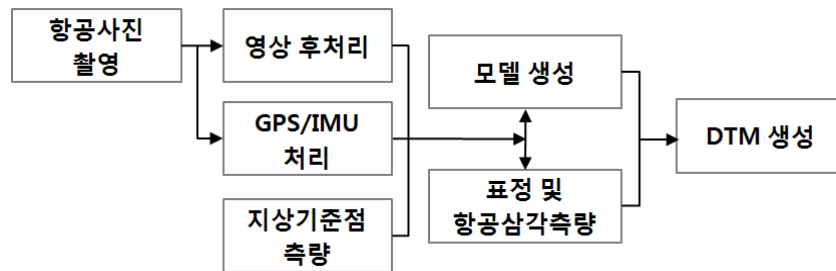 항공사진
촬영
영상 후처리
GPS/IMU
처리
지상기준점
측량
모델 생성
표정 및
항공삼각측량
DTM 생성